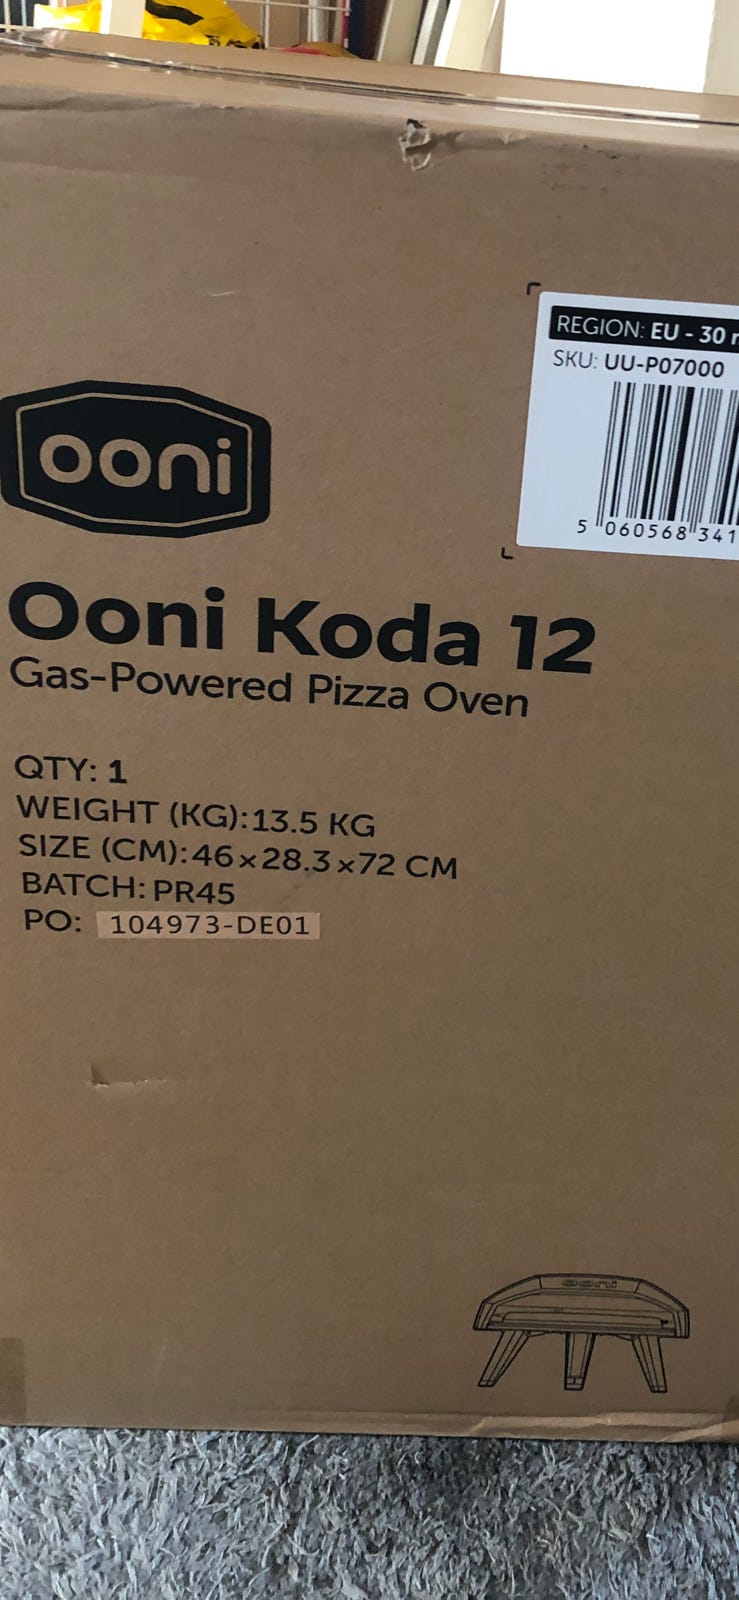 REGION: EU - 30
SKU: UU-P07000
5 060568 341
ooni
Ooni Koda 12
Gas-Powered Pizza Oven
QTY: 1
WEIGHT (KG):13.5 KG
SIZE (CM):46×28.3×72 CM
BATCH: PR45
PO: 104973-DE01
ooni